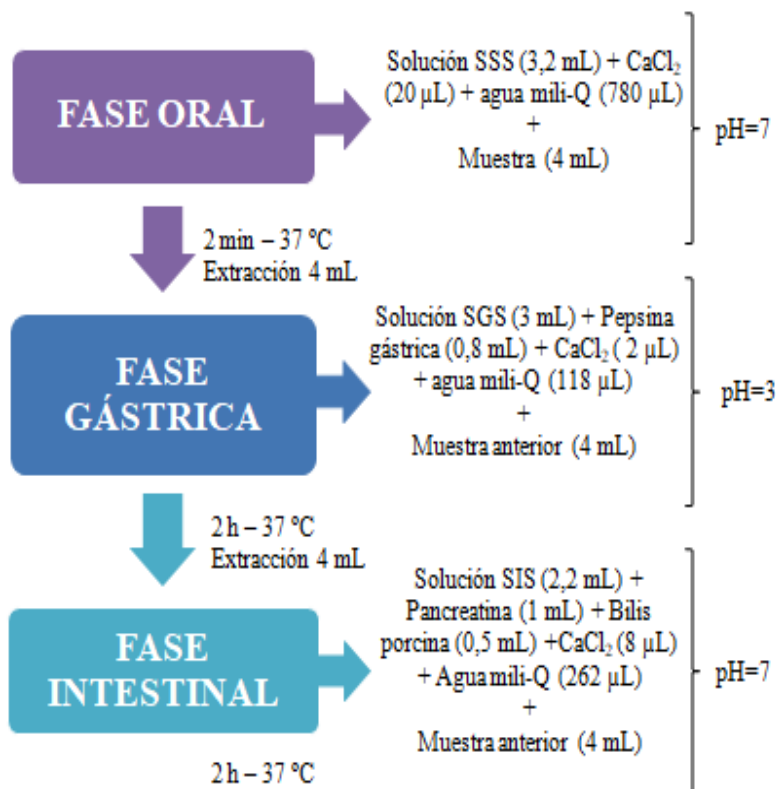 FASE ORAL
Solución SSS (3,2 mL) + CaCl₂
(20 µL) + agua mili-Q (780 µL)
+
Muestra (4 mL)
pH=7
2 min – 37 °C
Extracción 4 mL
FASE
GÁSTRICA
Solución SGS (3 mL) + Pepsina
gástrica (0,8 mL) + CaCl₂ ( 2 µL)
+ agua mili-Q (118 µL)
+
Muestra anterior (4 mL)
pH=3
2 h – 37 °C
Extracción 4 mL
FASE
INTESTINAL
Solución SIS (2,2 mL) +
Pancreatina (1 mL) + Bilis
porcina (0,5 mL) +CaCl₂ (8 µL)
+ Agua mili-Q (262 µL)
+
Muestra anterior (4 mL)
pH=7
2 h – 37 °C